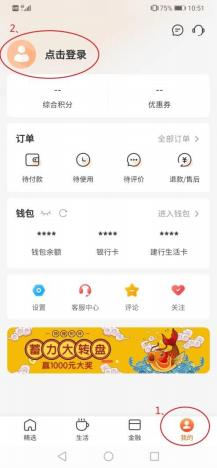 75% 10:51
2、
点击登录
-- --
综合积分 优惠券
订单 全部订单 >
待付款 待使用 待评价 退款/售后
钱包 进入钱包 >
**** **** ****
钱包余额 银行卡 建行生活卡
设置 客服中心 评论 关注
蓄力大转盘
赢1000元大奖
1、
精选 生活 金融 我的